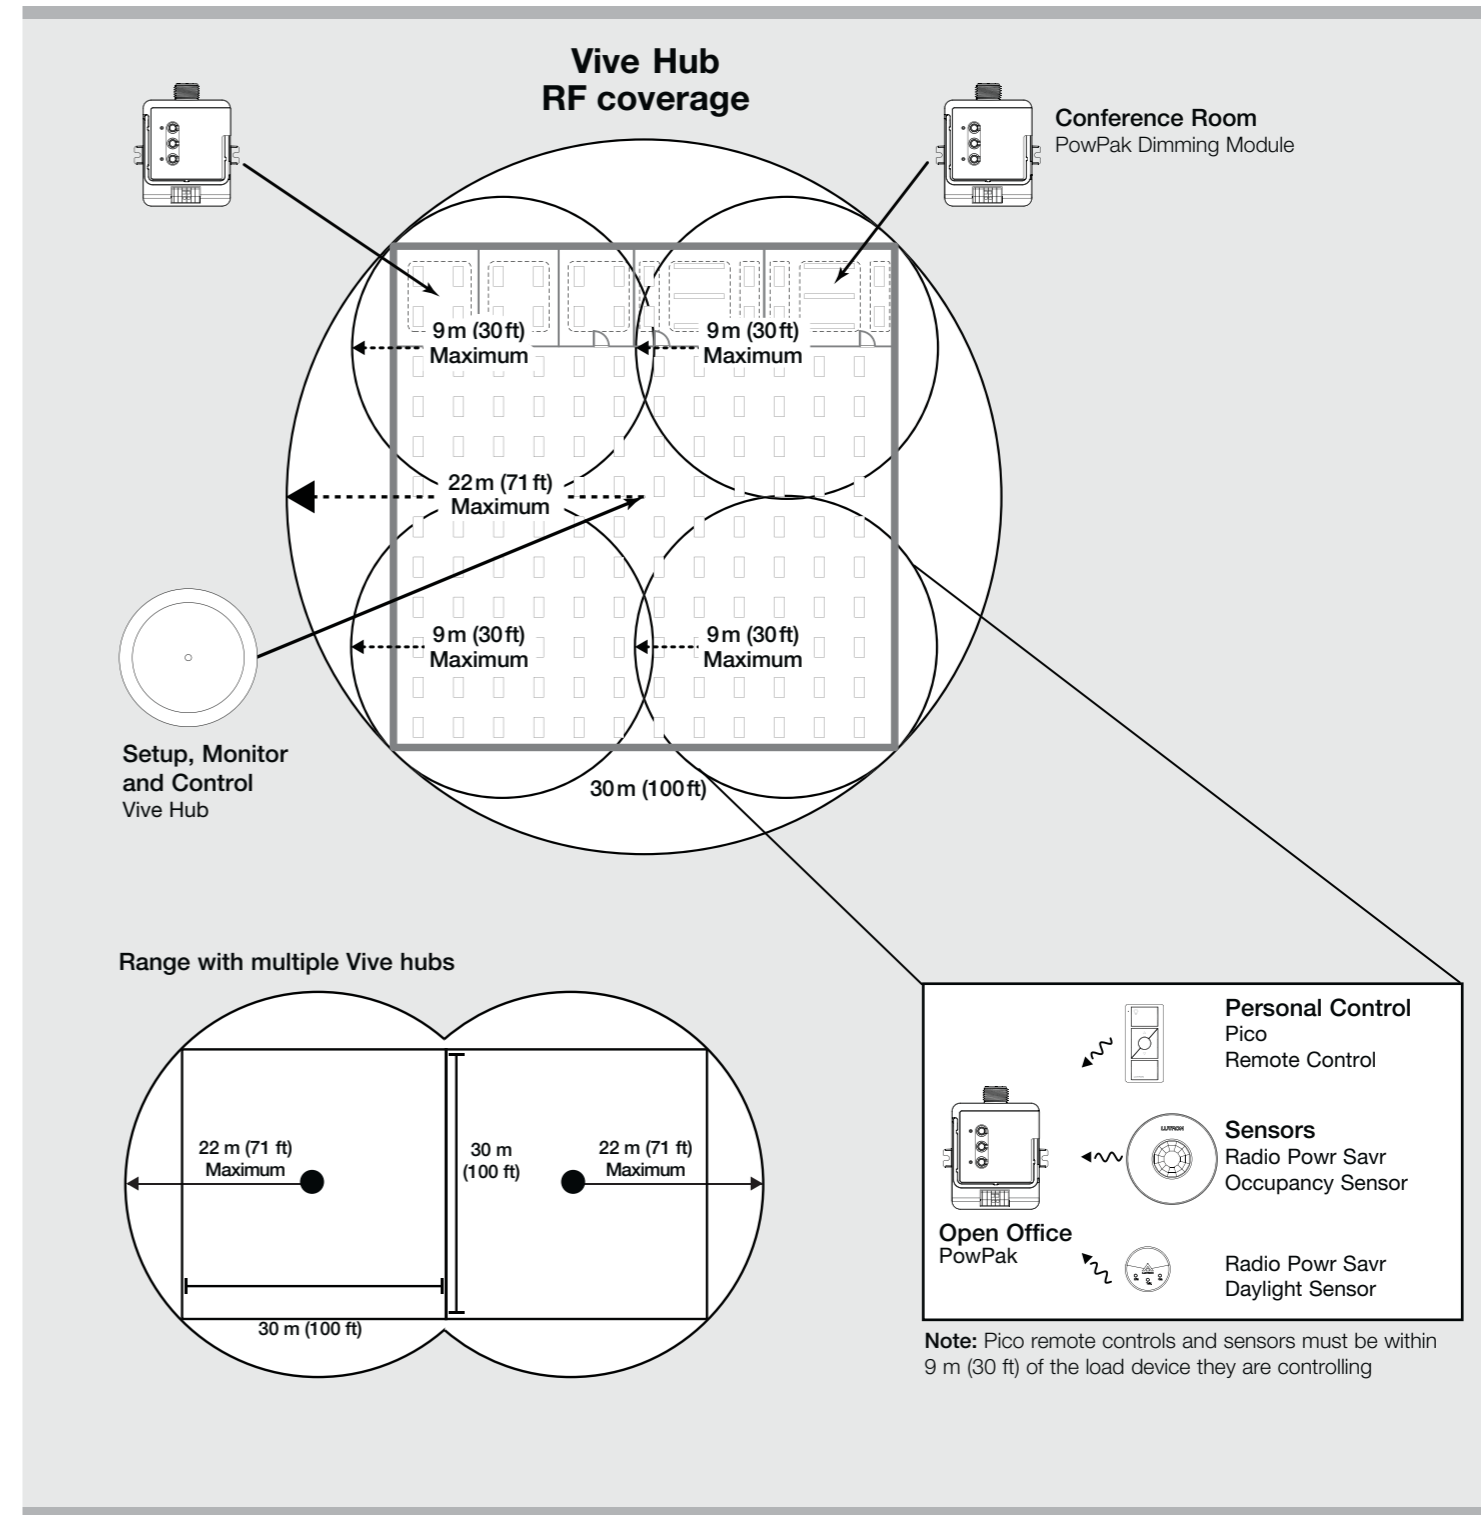 Vive Hub
RF coverage
Conference Room
PowPak Dimming Module
9 m (30 ft)
Maximum
9 m (30 ft)
Maximum
22 m (71 ft)
Maximum
9 m (30 ft)
Maximum
9 m (30 ft)
Maximum
Setup, Monitor
and Control
Vive Hub
30 m (100 ft)
Range with multiple Vive hubs
22 m (71 ft)
Maximum
30 m
(100 ft)
22 m (71 ft)
Maximum
30 m (100 ft)
Personal Control
Pico
Remote Control
LUTRON
Sensors
Radio Powr Savr
Occupancy Sensor
Open Office
PowPak
Radio Powr Savr
Daylight Sensor
Note: Pico remote controls and sensors must be within
9 m (30 ft) of the load device they are controlling